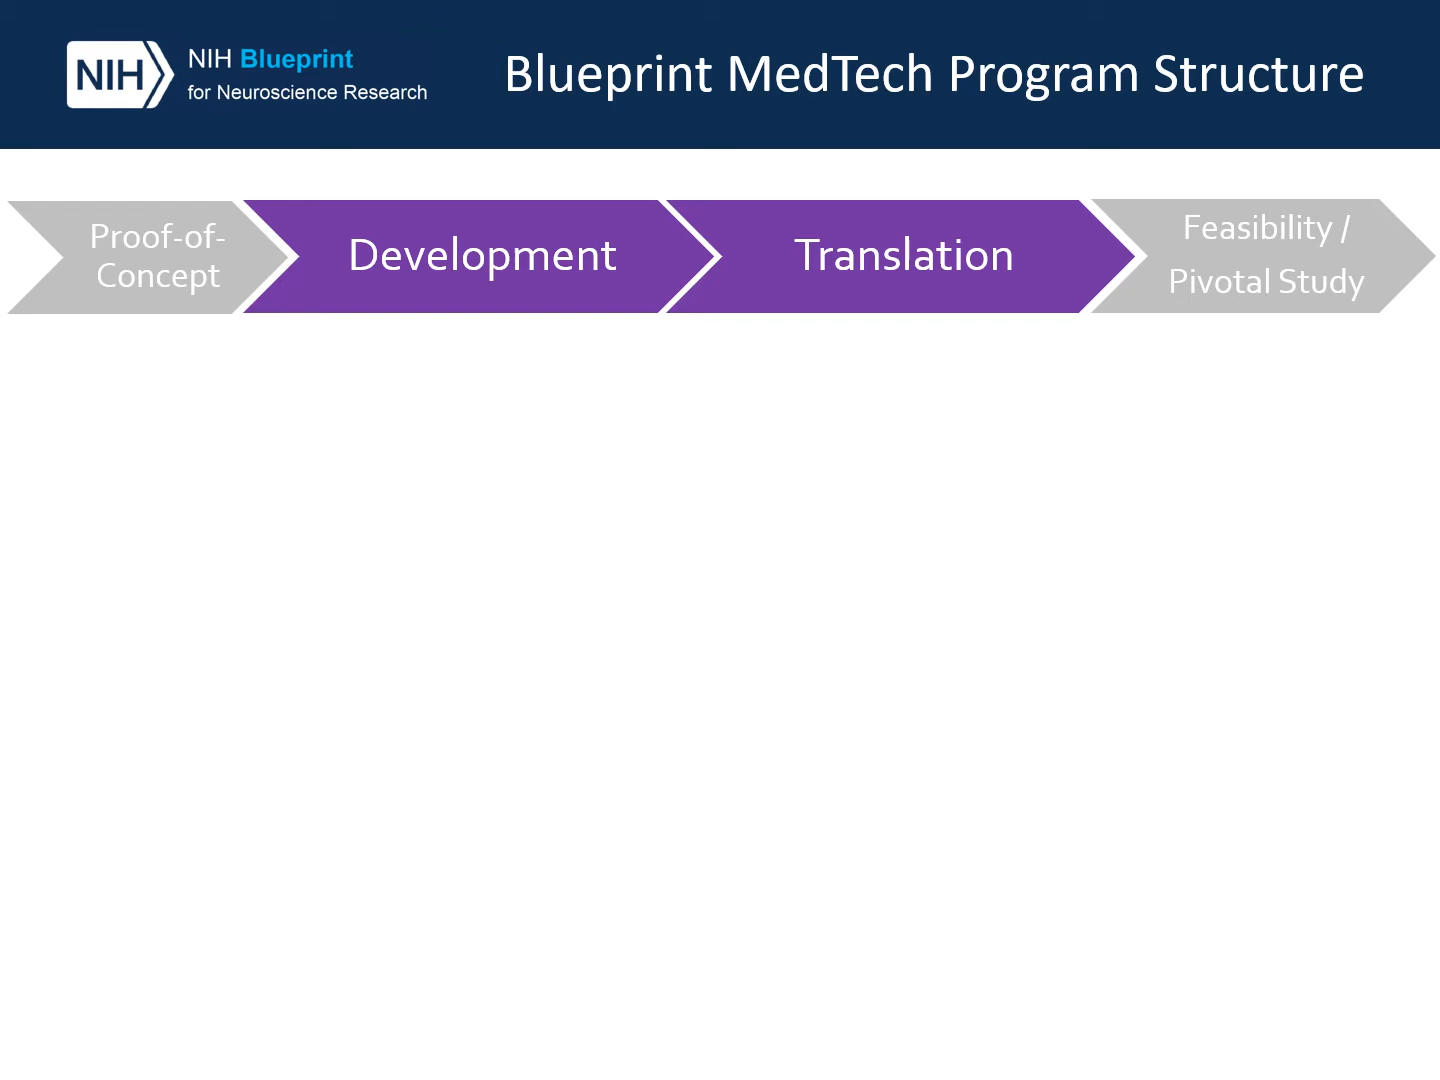 NIH
NIH Blueprint
for Neuroscience Research
Blueprint MedTech Program Structure
Proof-of-
Concept
Development
Translation
Feasibility /
Pivotal Study